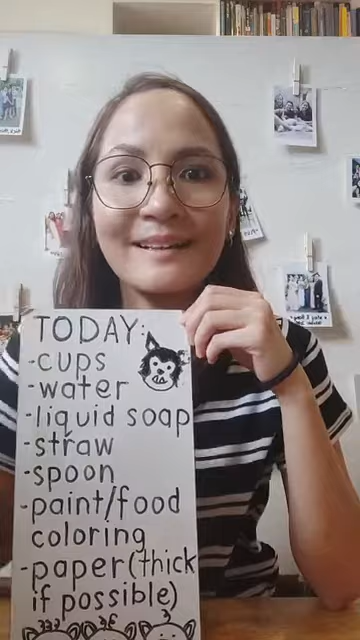 TODAY:
-cups
-water
-liquid soap
-straw
-spoon
-paint/food
coloring
-paper(thick
if possible)